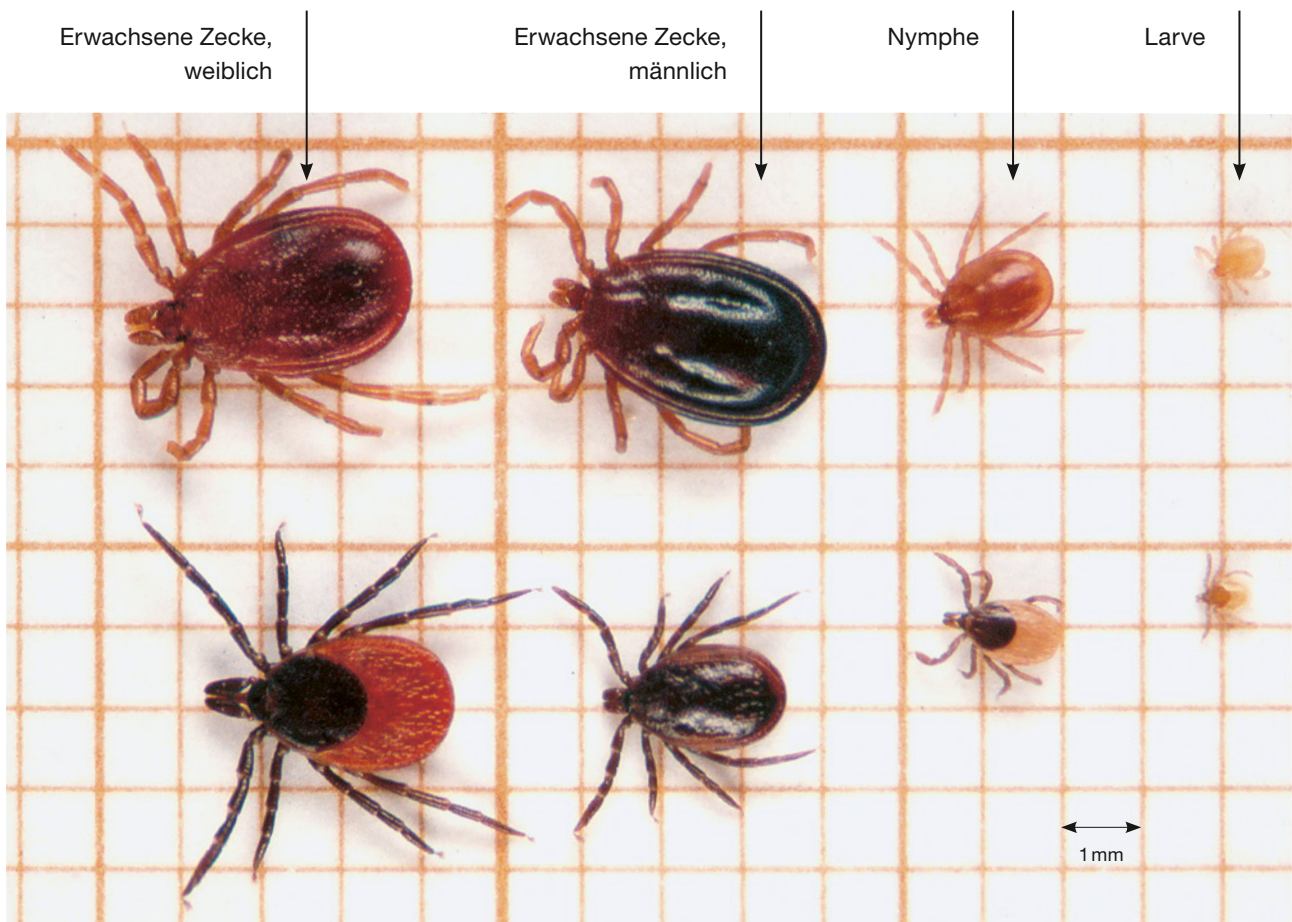 Erwachsene Zecke,
weiblich
Erwachsene Zecke,
männlich
Nymphe
Larve
1 mm